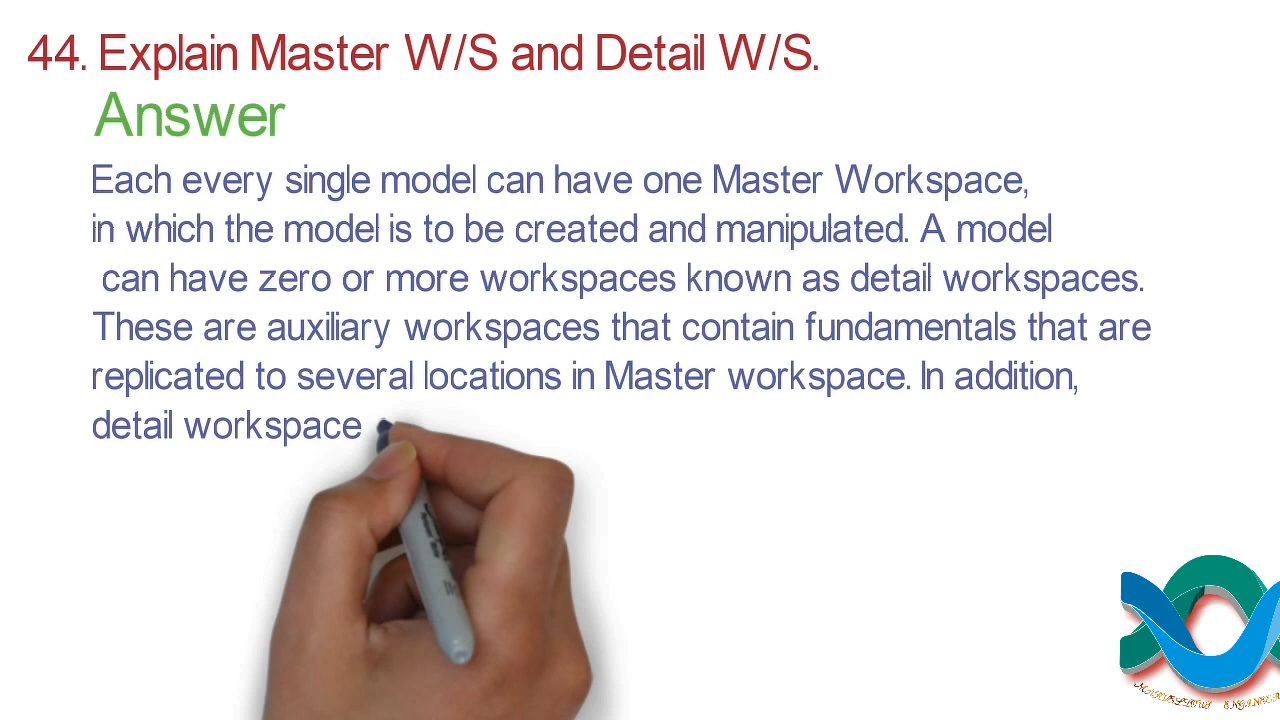 44. Explain Master W/S and Detail W/S.
Answer
Each every single model can have one Master Workspace,
in which the model is to be created and manipulated. A model
can have zero or more workspaces known as detail workspaces.
These are auxiliary workspaces that contain fundamentals that are
replicated to several locations in Master workspace. In addition,
detail workspace